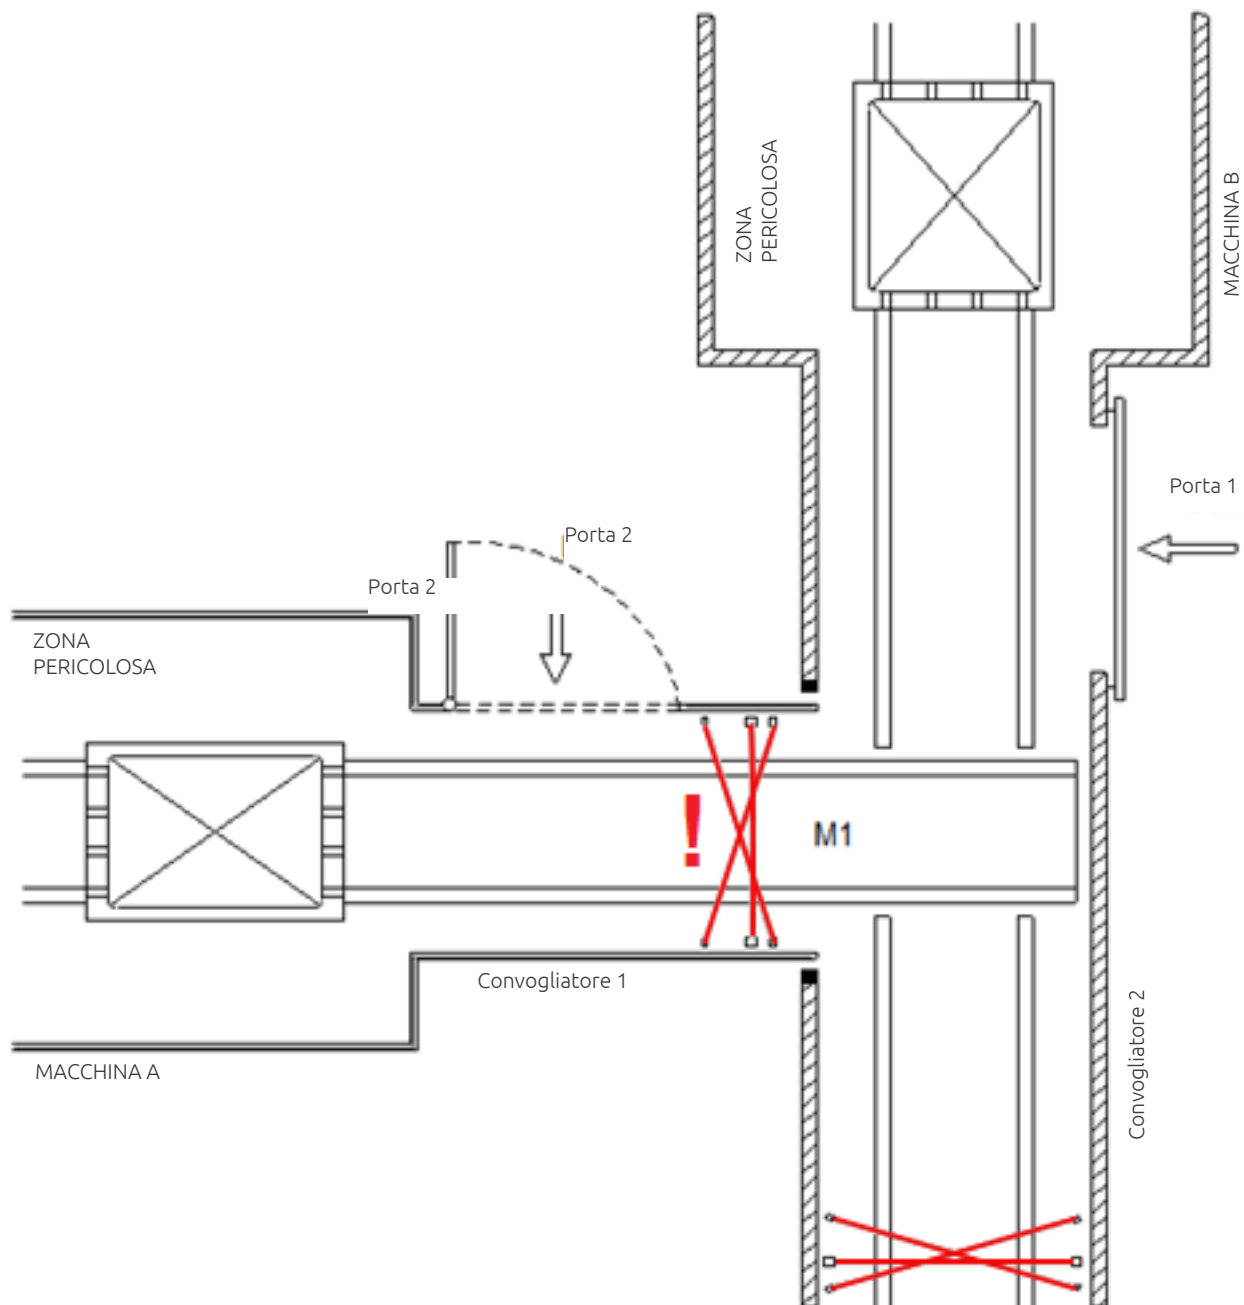 ZONA
PERICOLOSA
MACCHINA B
Porta 1
Porta 2
Porta 2
ZONA
PERICOLOSA
!
M1
Convogliatore 1
MACCHINA A
Convogliatore 2